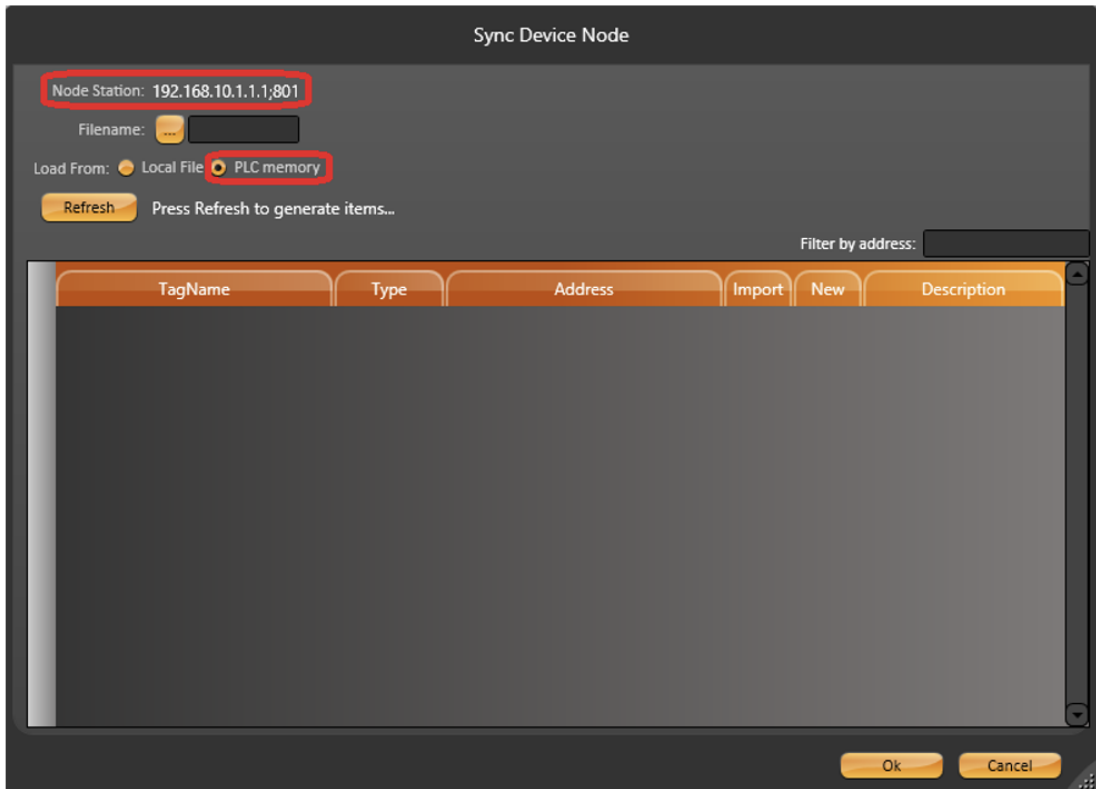 Sync Device Node
Node Station: 192.168.10.1.1.1;801
Filename: ...
Load From: Local File PLC memory
Refresh Press Refresh to generate items...
Filter by address:
TagName Type Address Import New Description
Ok Cancel